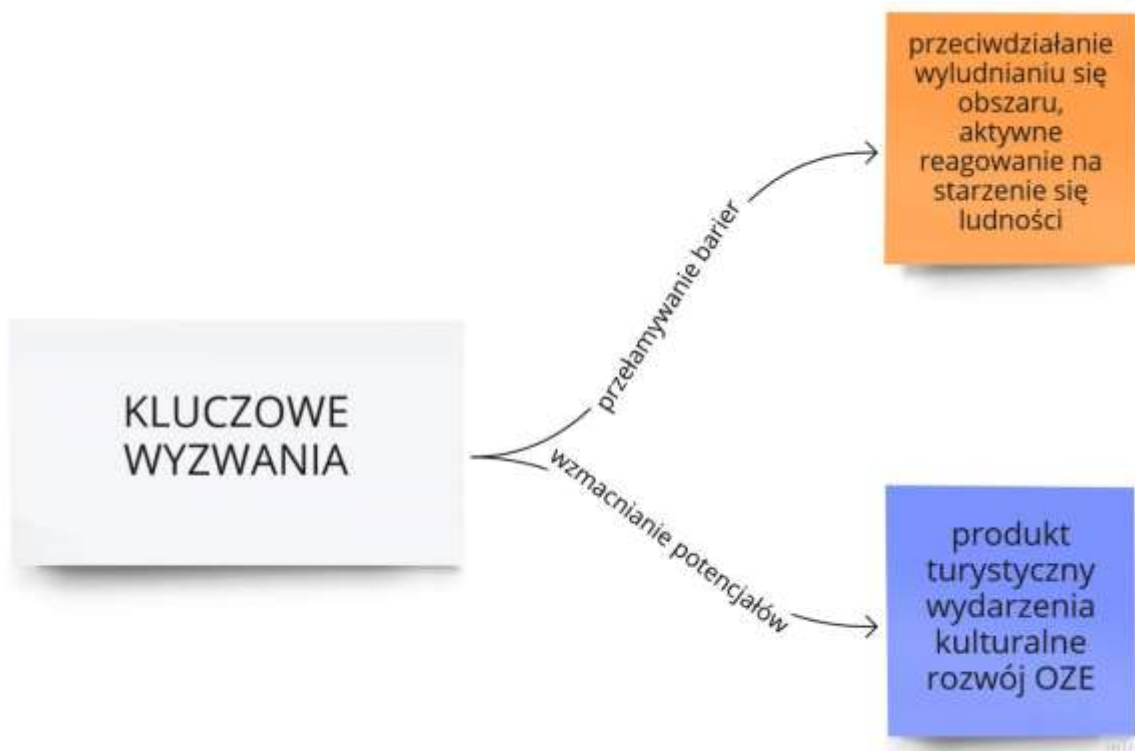 KLUCZOWE
WYZWANIA
przełamywanie barier
przeciwdziałanie
wyludnianiu się
obszaru,
aktywne
reagowanie na
starzenie się
ludności
wzmacnianie potencjałów
produkt
turystyczny
wydarzenia
kulturalne
rozwój OZE